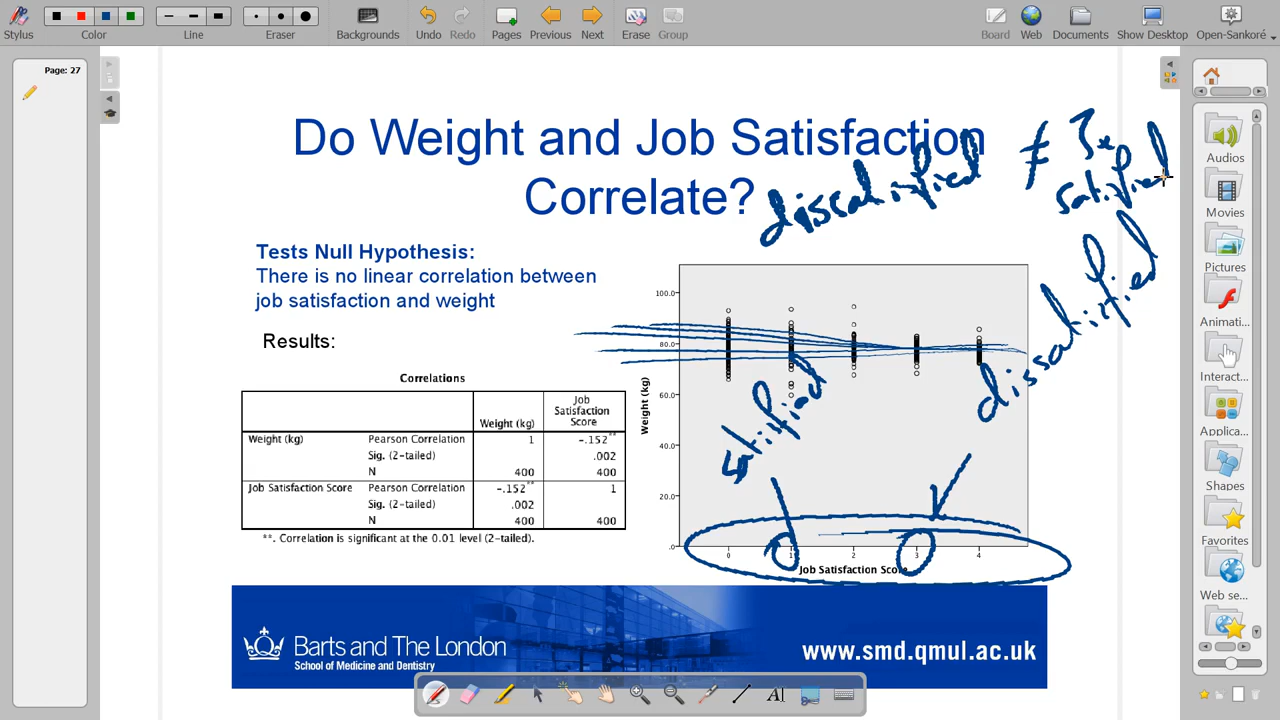 Stylus
Color
Line
Eraser
Backgrounds
Undo
Redo
Pages
Previous
Next
Erase
Group
Board
Web
Documents
Show Desktop
Open-Sankoré
Page: 27
Do Weight and Job Satisfaction
Correlate?
dissatisfied ≠ 3x
satisfied
Tests Null Hypothesis:
There is no linear correlation between
job satisfaction and weight
Results:
Correlations
Weight (kg) Job Satisfaction Score
Weight (kg) Pearson Correlation 1 -.152**
Sig. (2-tailed) .002
N 400 400
Job Satisfaction Score Pearson Correlation -.152** 1
Sig. (2-tailed) .002
N 400 400
**. Correlation is significant at the 0.01 level (2-tailed).
Weight (kg)
100.0
80.0
60.0
40.0
20.0
.0
0 1 2 3 4
Job Satisfaction Score
satisfied
dissatisfied
Barts and The London
School of Medicine and Dentistry
www.smd.qmul.ac.uk
Audios
Movies
Pictures
Animati...
Interact...
Applica...
Shapes
Favorites
Web se...